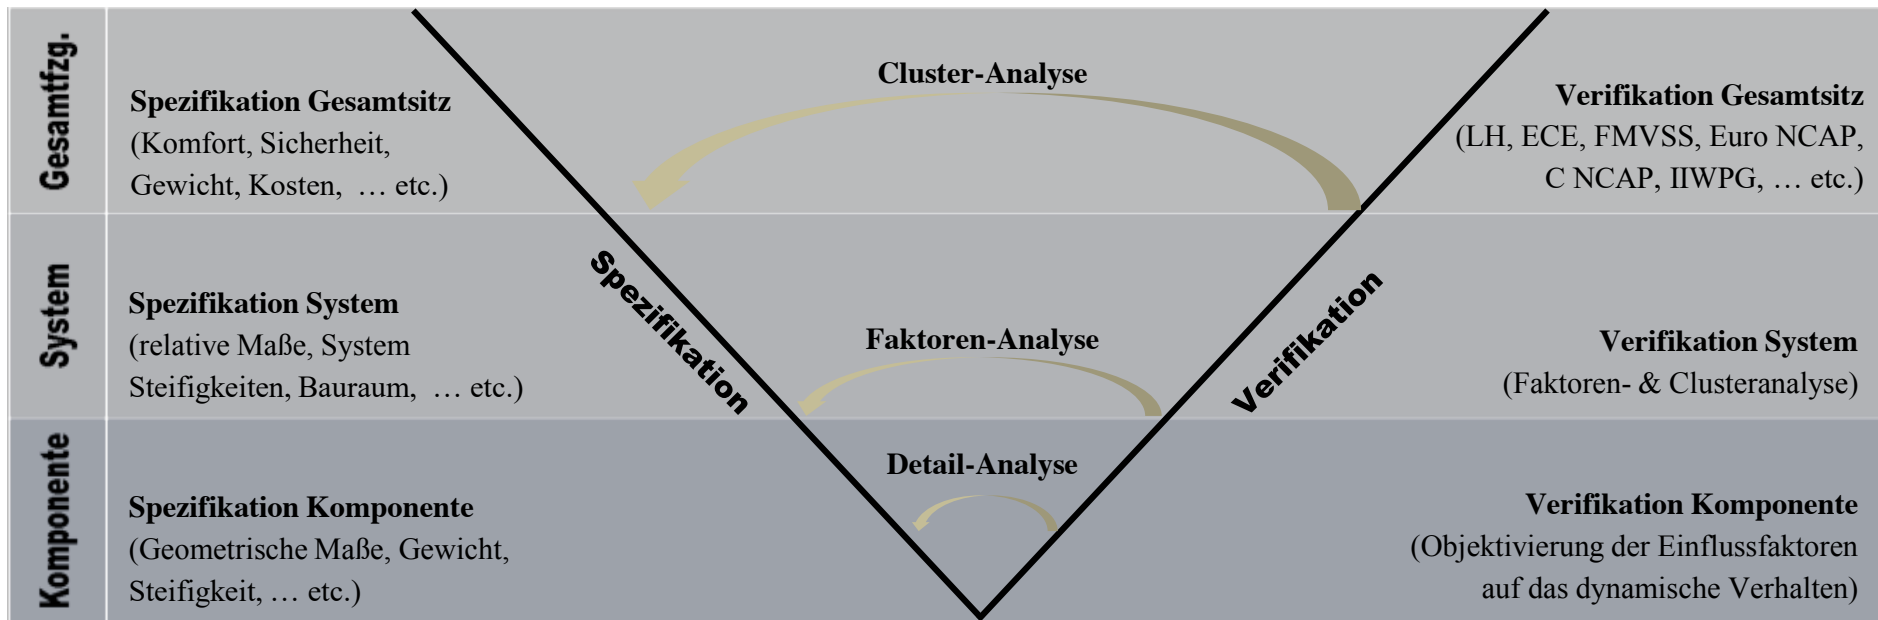 Gesamtfzg.
Spezifikation Gesamtsitz
(Komfort, Sicherheit,
Gewicht, Kosten, … etc.)
Cluster-Analyse
Verifikation Gesamtsitz
(LH, ECE, FMVSS, Euro NCAP,
C NCAP, IIWPG, … etc.)
System
Spezifikation System
(relative Maße, System
Steifigkeiten, Bauraum, … etc.)
Spezifikation
Faktoren-Analyse
Verifikation
Verifikation System
(Faktoren- & Clusteranalyse)
Komponente
Spezifikation Komponente
(Geometrische Maße, Gewicht,
Steifigkeit, … etc.)
Detail-Analyse
Verifikation Komponente
(Objektivierung der Einflussfaktoren
auf das dynamische Verhalten)